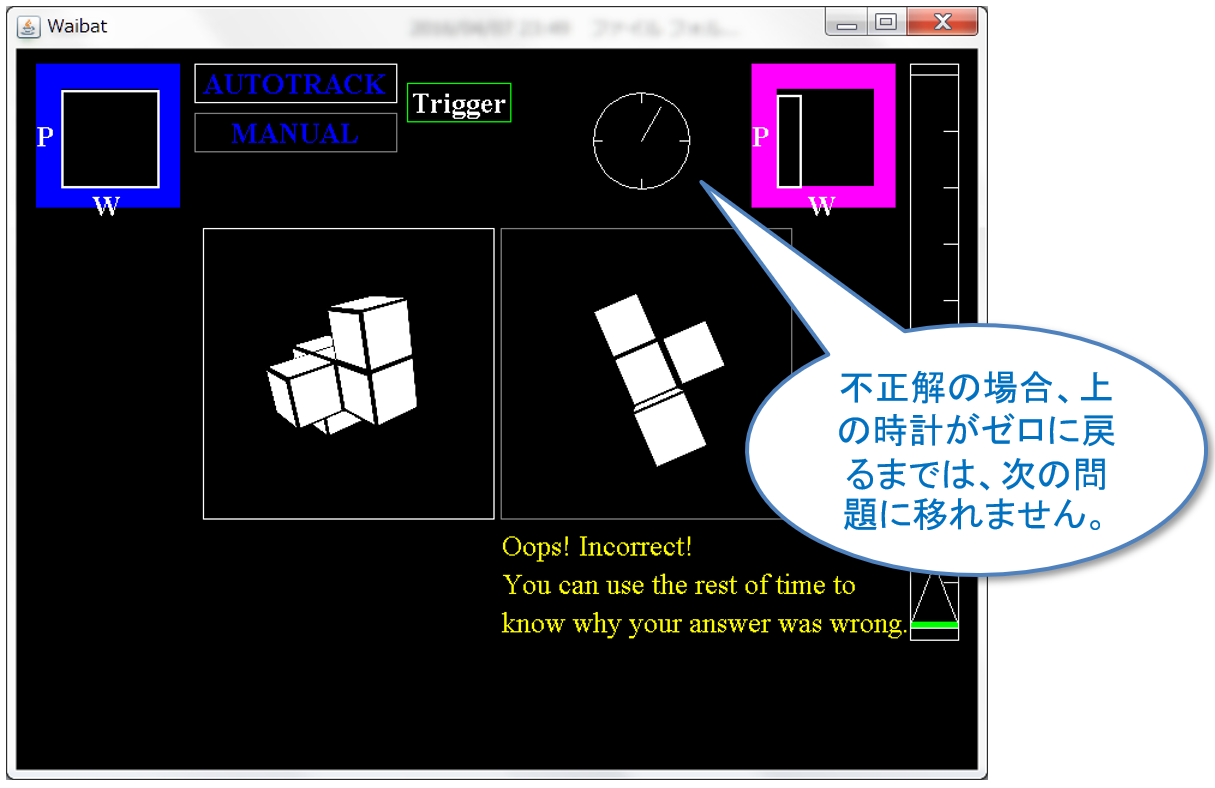 Waibat
AUTOTRACK
MANUAL
Trigger
P
W
P
W
不正解の場合、上
の時計がゼロに戻
るまでは、次の問
題に移れません。
Oops! Incorrect!
You can use the rest of time to
know why your answer was wrong.